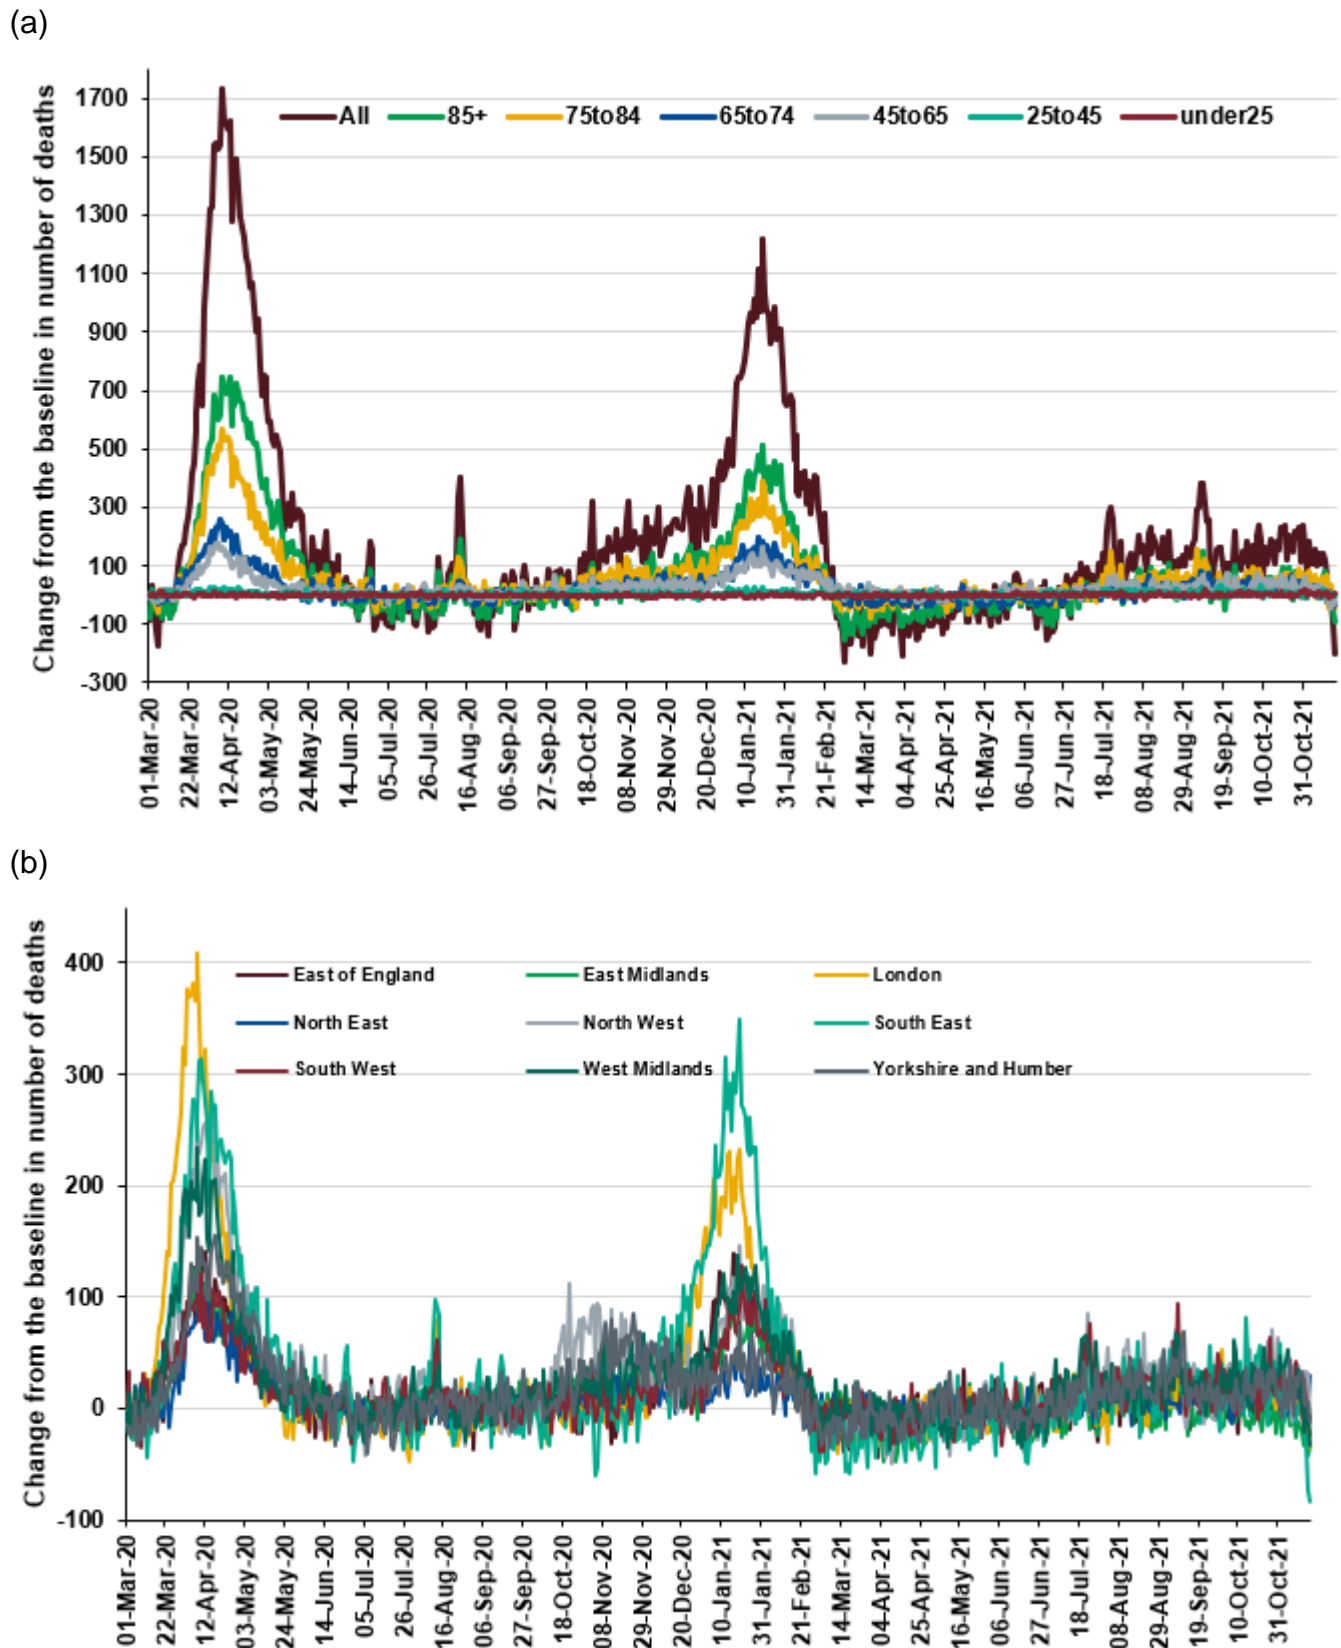 (a)
Change from the baseline in number of deaths
1700
1500
1300
1100
900
700
500
300
100
-100
-300
All 85+ 75to84 65to74 45to65 25to45 under25
01-Mar-20 22-Mar-20 12-Apr-20 03-May-20 24-May-20 14-Jun-20 05-Jul-20 26-Jul-20 16-Aug-20 06-Sep-20 27-Sep-20 18-Oct-20 08-Nov-20 29-Nov-20 20-Dec-20 10-Jan-21 31-Jan-21 21-Feb-21 14-Mar-21 04-Apr-21 25-Apr-21 16-May-21 06-Jun-21 27-Jun-21 18-Jul-21 08-Aug-21 29-Aug-21 19-Sep-21 10-Oct-21 31-Oct-21
(b)
Change from the baseline in number of deaths
400
300
200
100
0
-100
East of England East Midlands London
North East North West South East
South West West Midlands Yorkshire and Humber
01-Mar-20 22-Mar-20 12-Apr-20 03-May-20 24-May-20 14-Jun-20 05-Jul-20 26-Jul-20 16-Aug-20 06-Sep-20 27-Sep-20 18-Oct-20 08-Nov-20 29-Nov-20 20-Dec-20 10-Jan-21 31-Jan-21 21-Feb-21 14-Mar-21 04-Apr-21 25-Apr-21 16-May-21 06-Jun-21 27-Jun-21 18-Jul-21 08-Aug-21 29-Aug-21 19-Sep-21 10-Oct-21 31-Oct-21